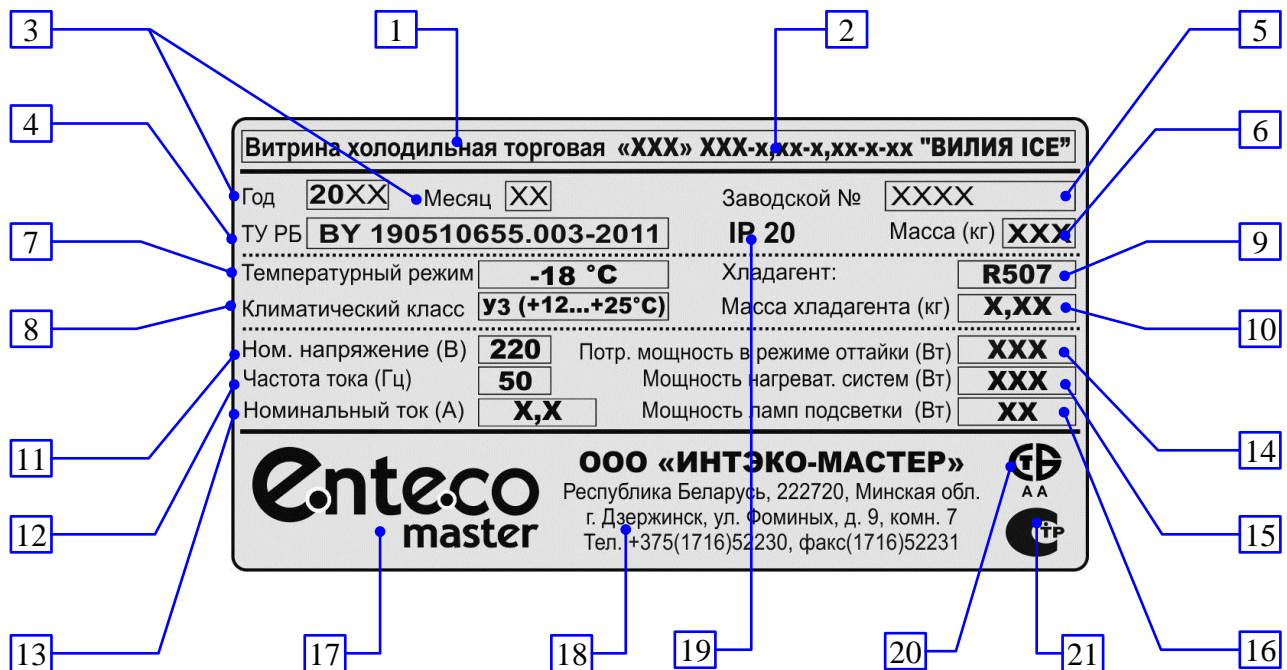 3 1 2 5
4 6
Витрина холодильная торговая «XXX» XXX-x,xx-x,xx-x-xx "ВИЛИЯ ICE"
Год 20XX Месяц XX Заводской № XXXX
ТУ РБ BY 190510655.003-2011 IP 20 Масса (кг) XXX
7 9
Температурный режим -18 °C Хладагент: R507
Климатический класс У3 (+12...+25°C) Масса хладагента (кг) X,XX
8 10
Ном. напряжение (В) 220 Потр. мощность в режиме оттайки (Вт) XXX
Частота тока (Гц) 50 Мощность нагреват. систем (Вт) XXX
Номинальный ток (А) X,X Мощность ламп подсветки (Вт) XX
11 14
enteco
master
ООО «ИНТЭКО-МАСТЕР»
Республика Беларусь, 222720, Минская обл.
г. Дзержинск, ул. Фоминых, д. 9, комн. 7
Тел. +375(1716)52230, факс(1716)52231
ТБ
А А
СТР
12 15
13 17 18 19 20 21 16